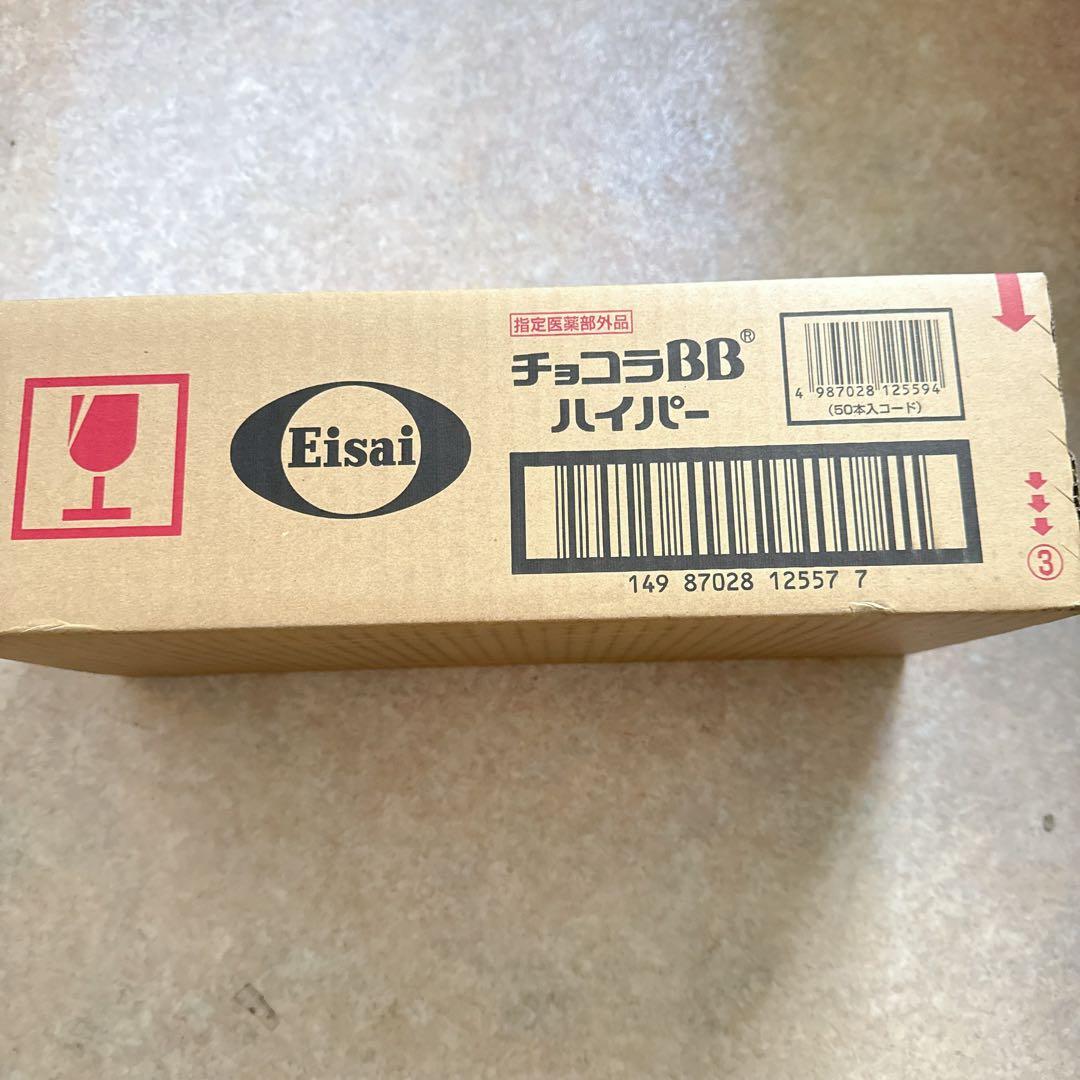 Eisai
指定医薬部外品
チョコラBB®
ハイパー
4 987028 125594
(50本入コード)
149 87028 12557 7
③